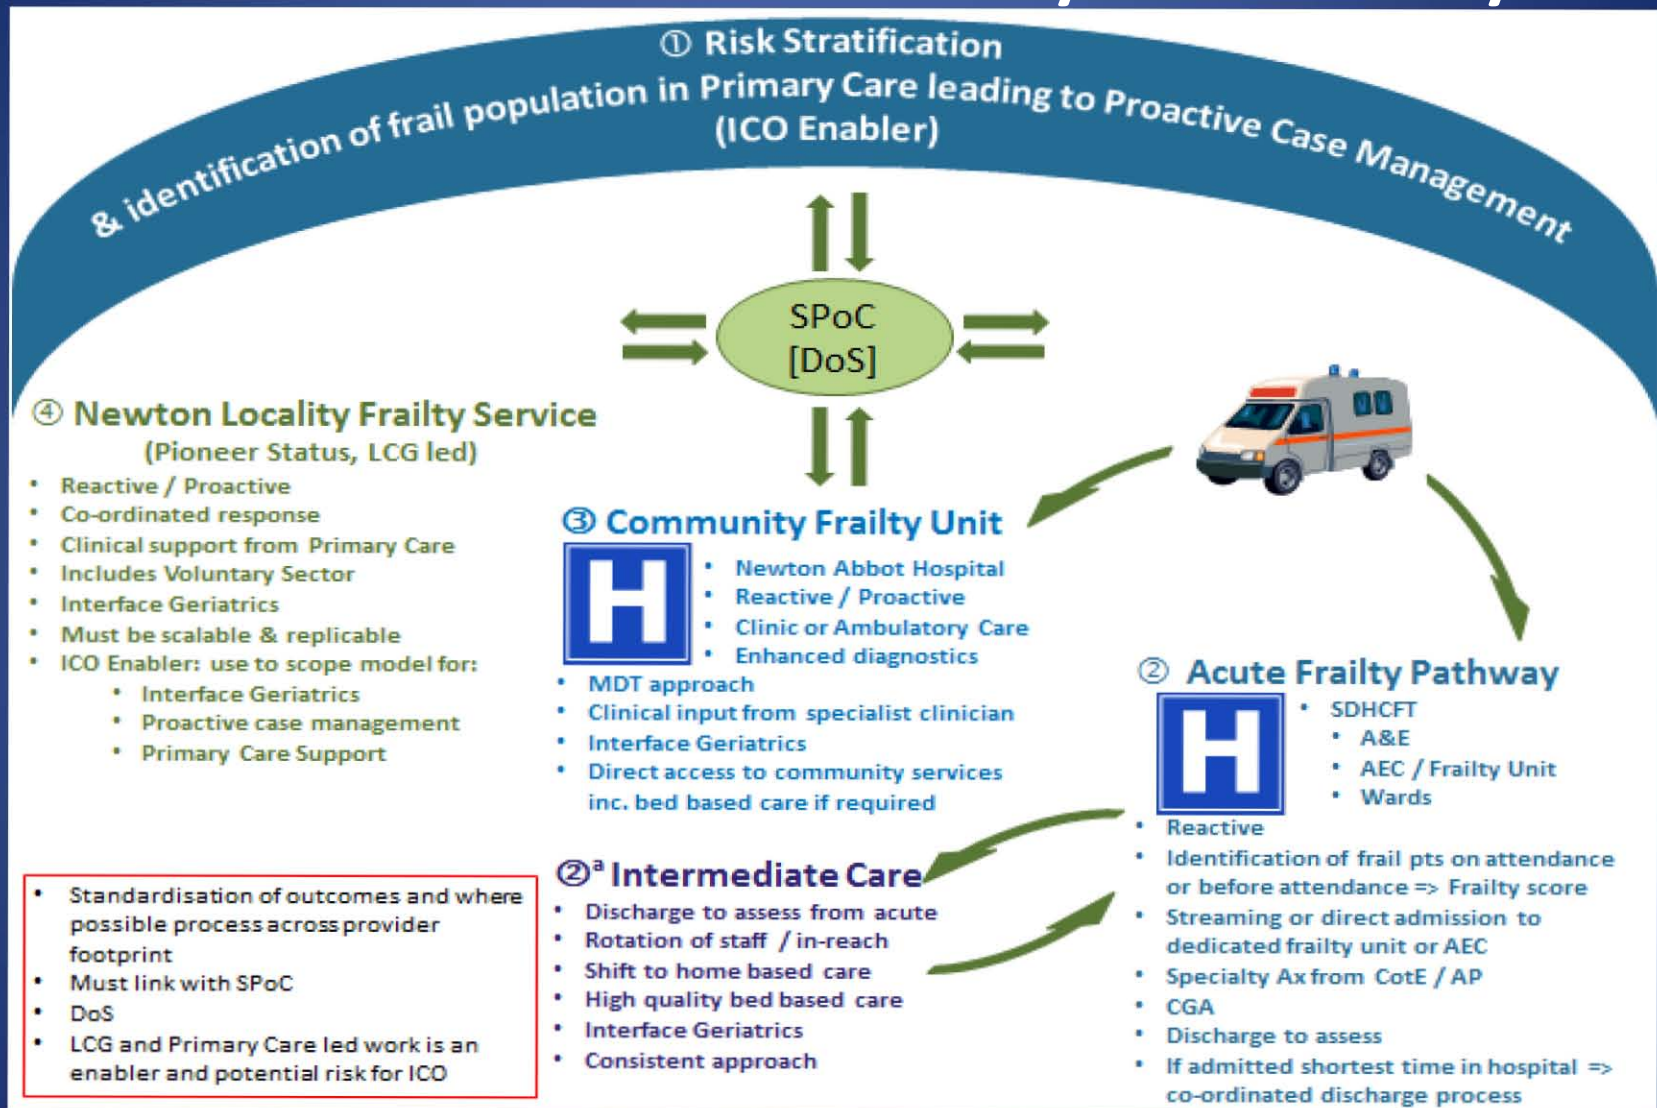 ① Risk Stratification
& identification of frail population in Primary Care leading to Proactive Case Management
(ICO Enabler)
SPoC
[DoS]
④ Newton Locality Frailty Service
(Pioneer Status, LCG led)
• Reactive / Proactive
• Co-ordinated response
• Clinical support from Primary Care
• Includes Voluntary Sector
• Interface Geriatrics
• Must be scalable & replicable
• ICO Enabler: use to scope model for:
• Interface Geriatrics
• Proactive case management
• Primary Care Support
③ Community Frailty Unit
H
• Newton Abbot Hospital
• Reactive / Proactive
• Clinic or Ambulatory Care
• Enhanced diagnostics
• MDT approach
• Clinical input from specialist clinician
• Interface Geriatrics
• Direct access to community services
inc. bed based care if required
② Acute Frailty Pathway
H
• SDHCFT
• A&E
• AEC / Frailty Unit
• Wards
• Reactive
• Identification of frail pts on attendance
or before attendance => Frailty score
• Streaming or direct admission to
dedicated frailty unit or AEC
• Specialty Ax from CotE / AP
• CGA
• Discharge to assess
• If admitted shortest time in hospital =>
co-ordinated discharge process
②ª Intermediate Care
• Discharge to assess from acute
• Rotation of staff / in-reach
• Shift to home based care
• High quality bed based care
• Interface Geriatrics
• Consistent approach
• Standardisation of outcomes and where
possible process across provider
footprint
• Must link with SPoC
• DoS
• LCG and Primary Care led work is an
enabler and potential risk for ICO